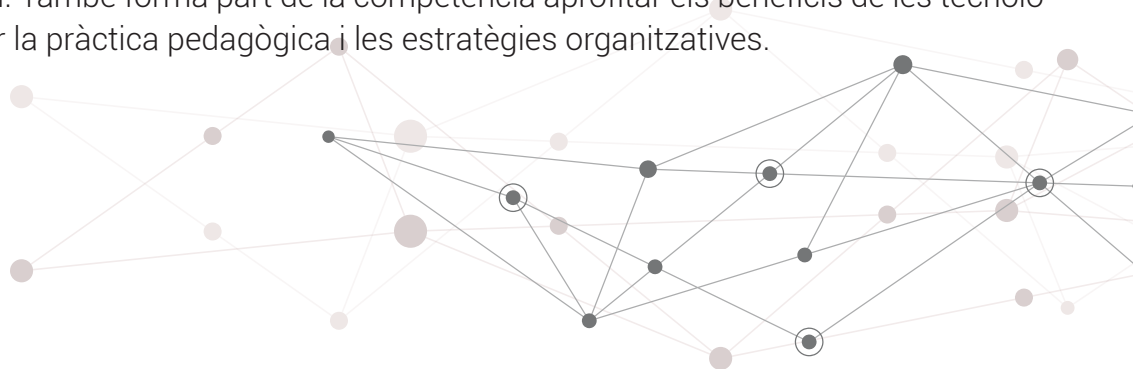 . També forma part de la competència aprofitar els beneficis de les tecnolo
r la pràctica pedagògica i les estratègies organitzatives.